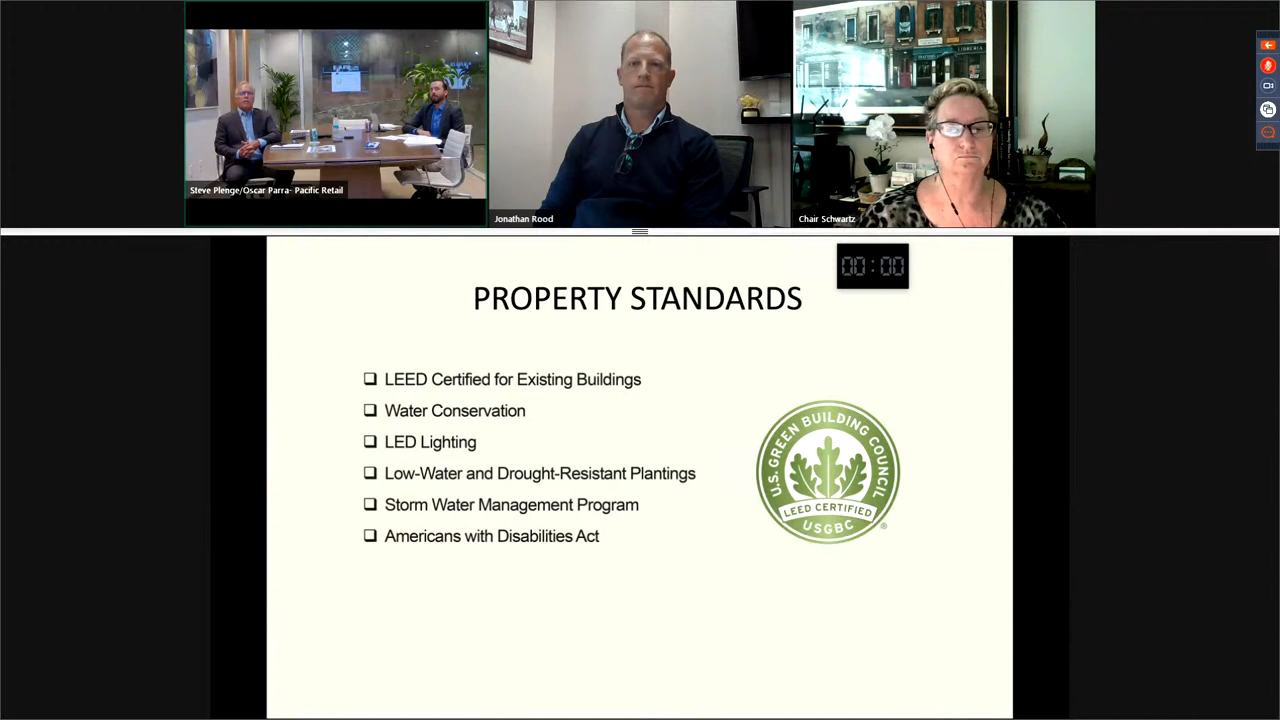 Steve Plenge/Oscar Parra- Pacific Retail
Jonathan Rood
LIBRERIA
Chair Schwartz
00:00
PROPERTY STANDARDS
❑ LEED Certified for Existing Buildings
❑ Water Conservation
❑ LED Lighting
❑ Low-Water and Drought-Resistant Plantings
❑ Storm Water Management Program
❑ Americans with Disabilities Act
U.S. GREEN BUILDING COUNCIL
LEED CERTIFIED
USGBC
®